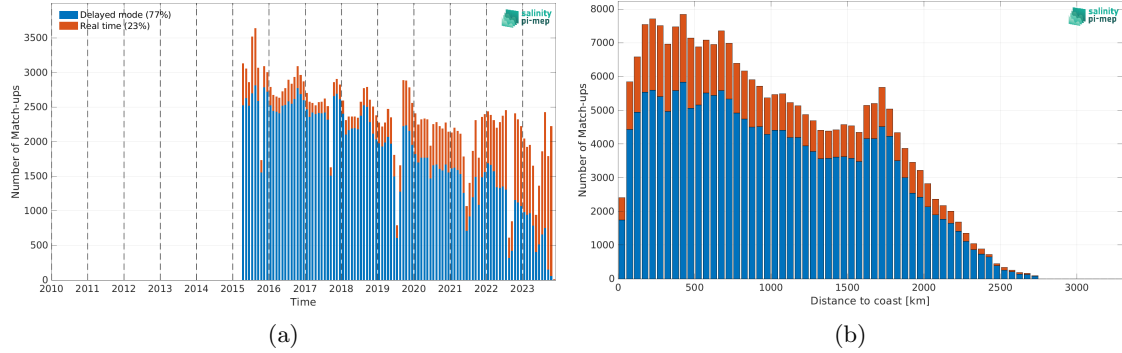 Delayed mode (77%)
Real time (23%)
salinity
pi-mep
Number of Match-ups
3500
3000
2500
2000
1500
1000
500
0
2010 2011 2012 2013 2014 2015 2016 2017 2018 2019 2020 2021 2022 2023
Time
(a)
salinity
pi-mep
Number of Match-ups
8000
7000
6000
5000
4000
3000
2000
1000
0
0 500 1000 1500 2000 2500 3000
Distance to coast [km]
(b)